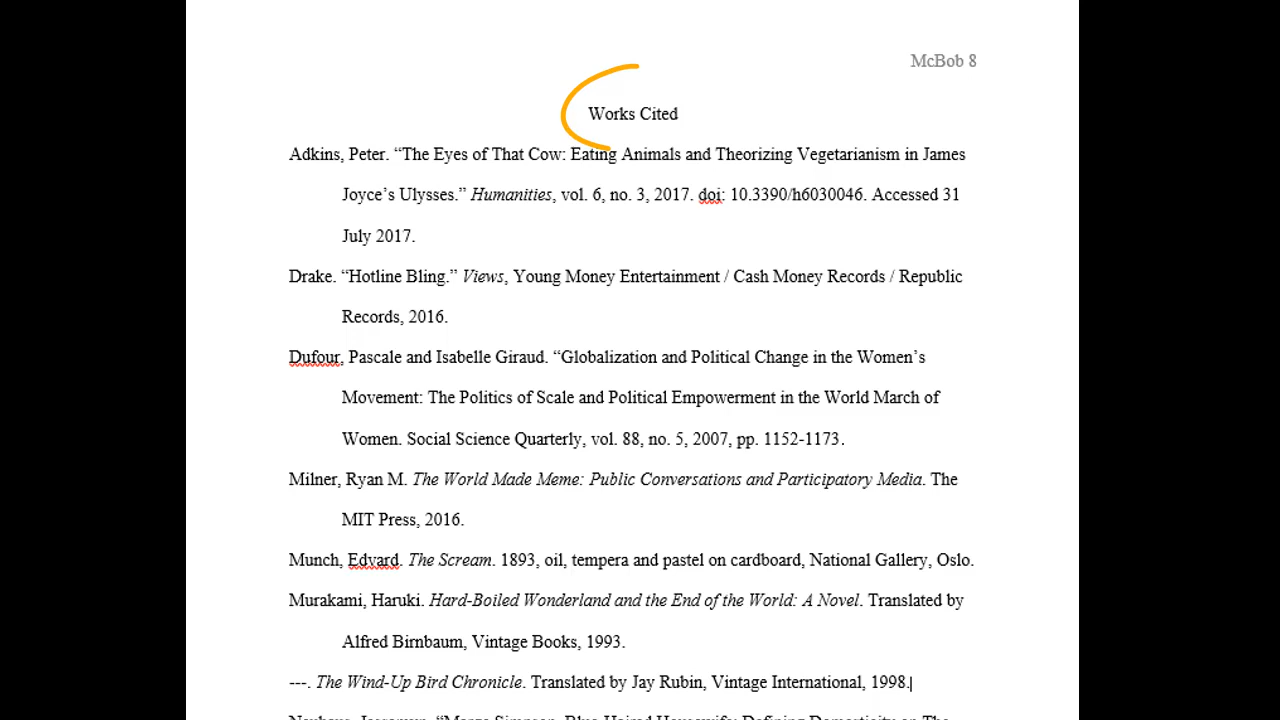 McBob 8
Works Cited
Adkins, Peter. “The Eyes of That Cow: Eating Animals and Theorizing Vegetarianism in James
Joyce’s Ulysses.” Humanities, vol. 6, no. 3, 2017. doi: 10.3390/h6030046. Accessed 31
July 2017.
Drake. “Hotline Bling.” Views, Young Money Entertainment / Cash Money Records / Republic
Records, 2016.
Dufour, Pascale and Isabelle Giraud. “Globalization and Political Change in the Women’s
Movement: The Politics of Scale and Political Empowerment in the World March of
Women. Social Science Quarterly, vol. 88, no. 5, 2007, pp. 1152-1173.
Milner, Ryan M. The World Made Meme: Public Conversations and Participatory Media. The
MIT Press, 2016.
Munch, Edvard. The Scream. 1893, oil, tempera and pastel on cardboard, National Gallery, Oslo.
Murakami, Haruki. Hard-Boiled Wonderland and the End of the World: A Novel. Translated by
Alfred Birnbaum, Vintage Books, 1993.
---. The Wind-Up Bird Chronicle. Translated by Jay Rubin, Vintage International, 1998.